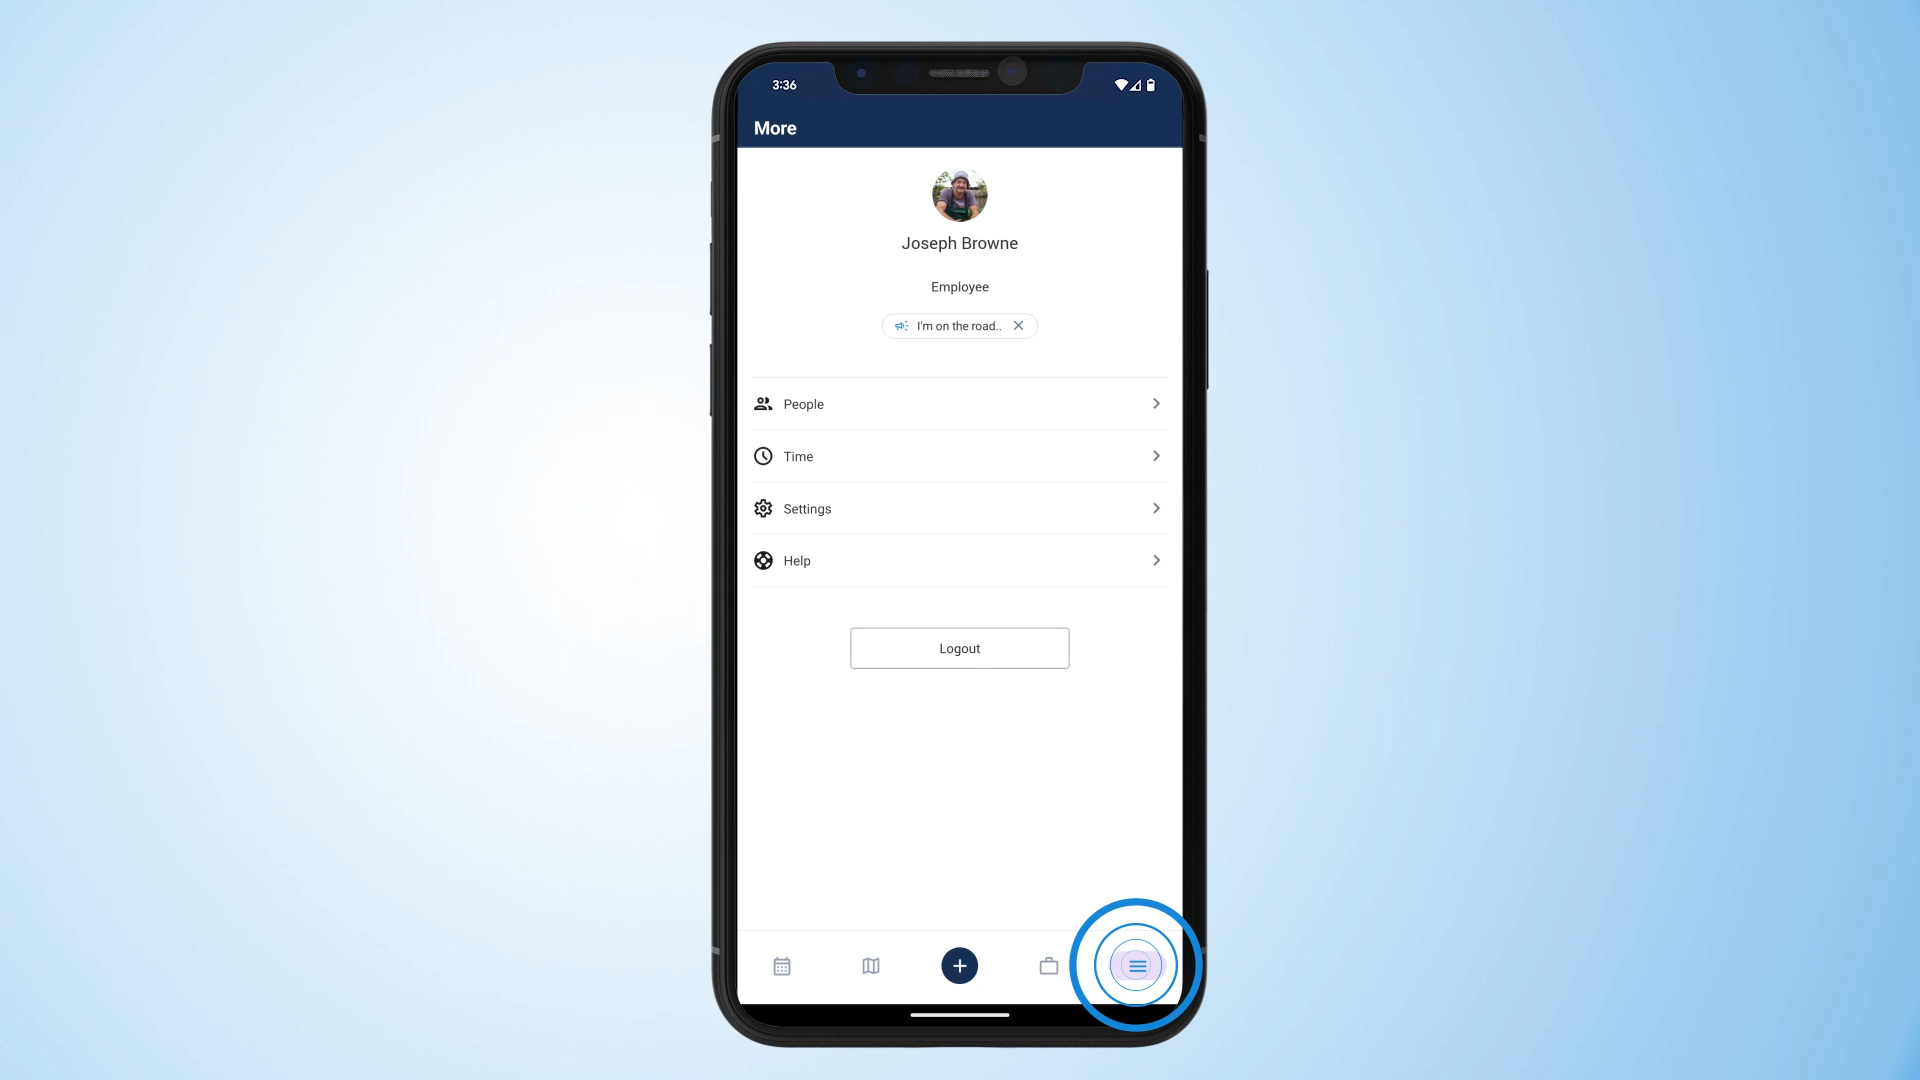 3:36
More
Joseph Browne
Employee
I'm on the road..
People
Time
Settings
Help
Logout